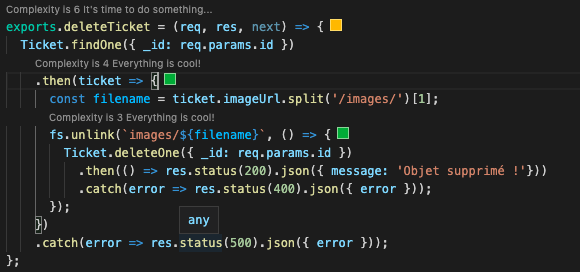 Complexity is 6 It's time to do something...
exports.deleteTicket = (req, res, next) => {
Ticket.findOne({ _id: req.params.id })
Complexity is 4 Everything is cool!
.then(ticket => {
const filename = ticket.imageUrl.split('/images/')[1];
Complexity is 3 Everything is cool!
fs.unlink(`images/${filename}`, () => {
Ticket.deleteOne({ _id: req.params.id })
.then(() => res.status(200).json({ message: 'Objet supprimé !'}))
.catch(error => res.status(400).json({ error }));
});
any
})
.catch(error => res.status(500).json({ error }));
};